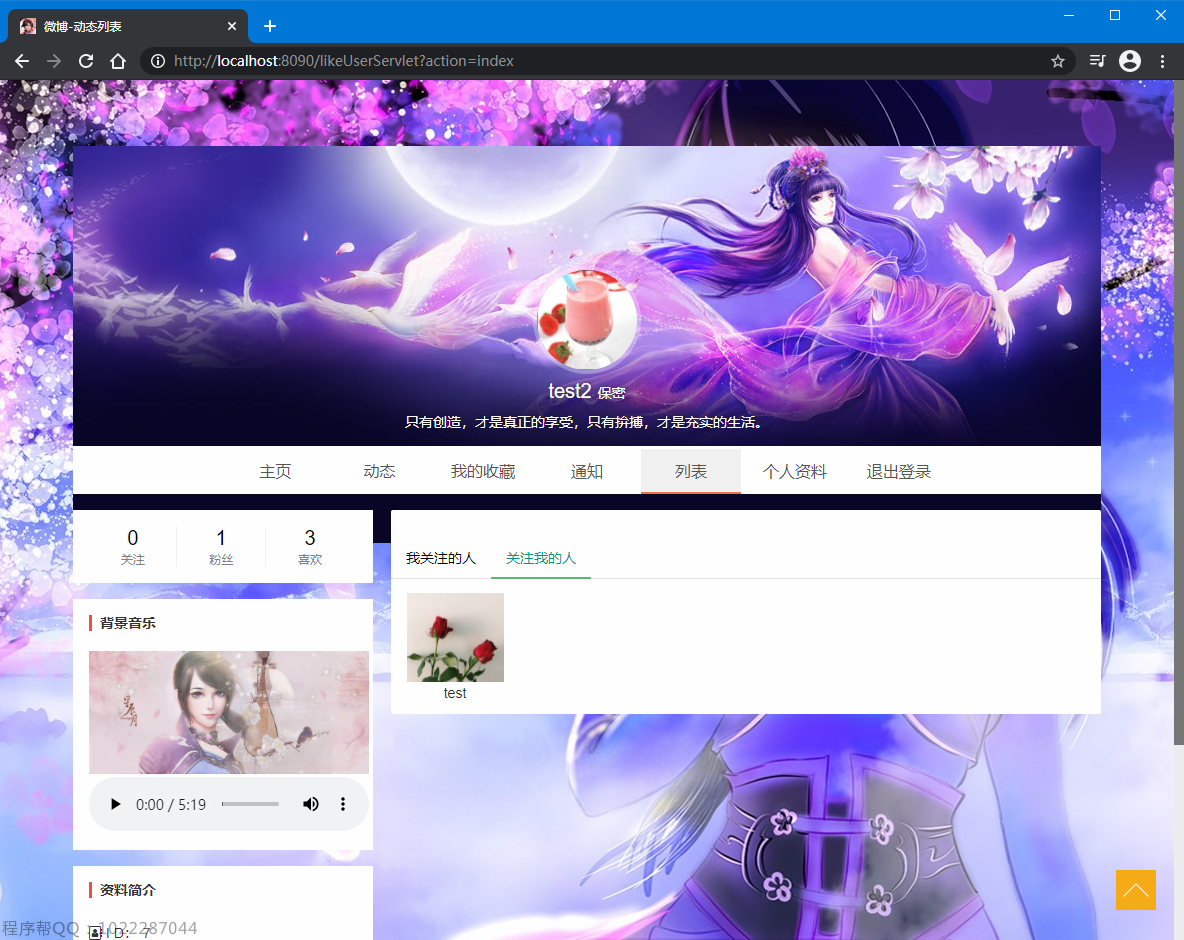 微博-动态列表
http://localhost:8090/likeUserServlet?action=index
test2 保密
只有创造，才是真正的享受，只有拚搏，才是充实的生活。
主页 动态 我的收藏 通知 列表 个人资料 退出登录
0 1 3
关注 粉丝 喜欢
我关注的人 关注我的人
test
背景音乐
0:00 / 5:19
资料简介
ID： 7
程序帮QQ：1022287044